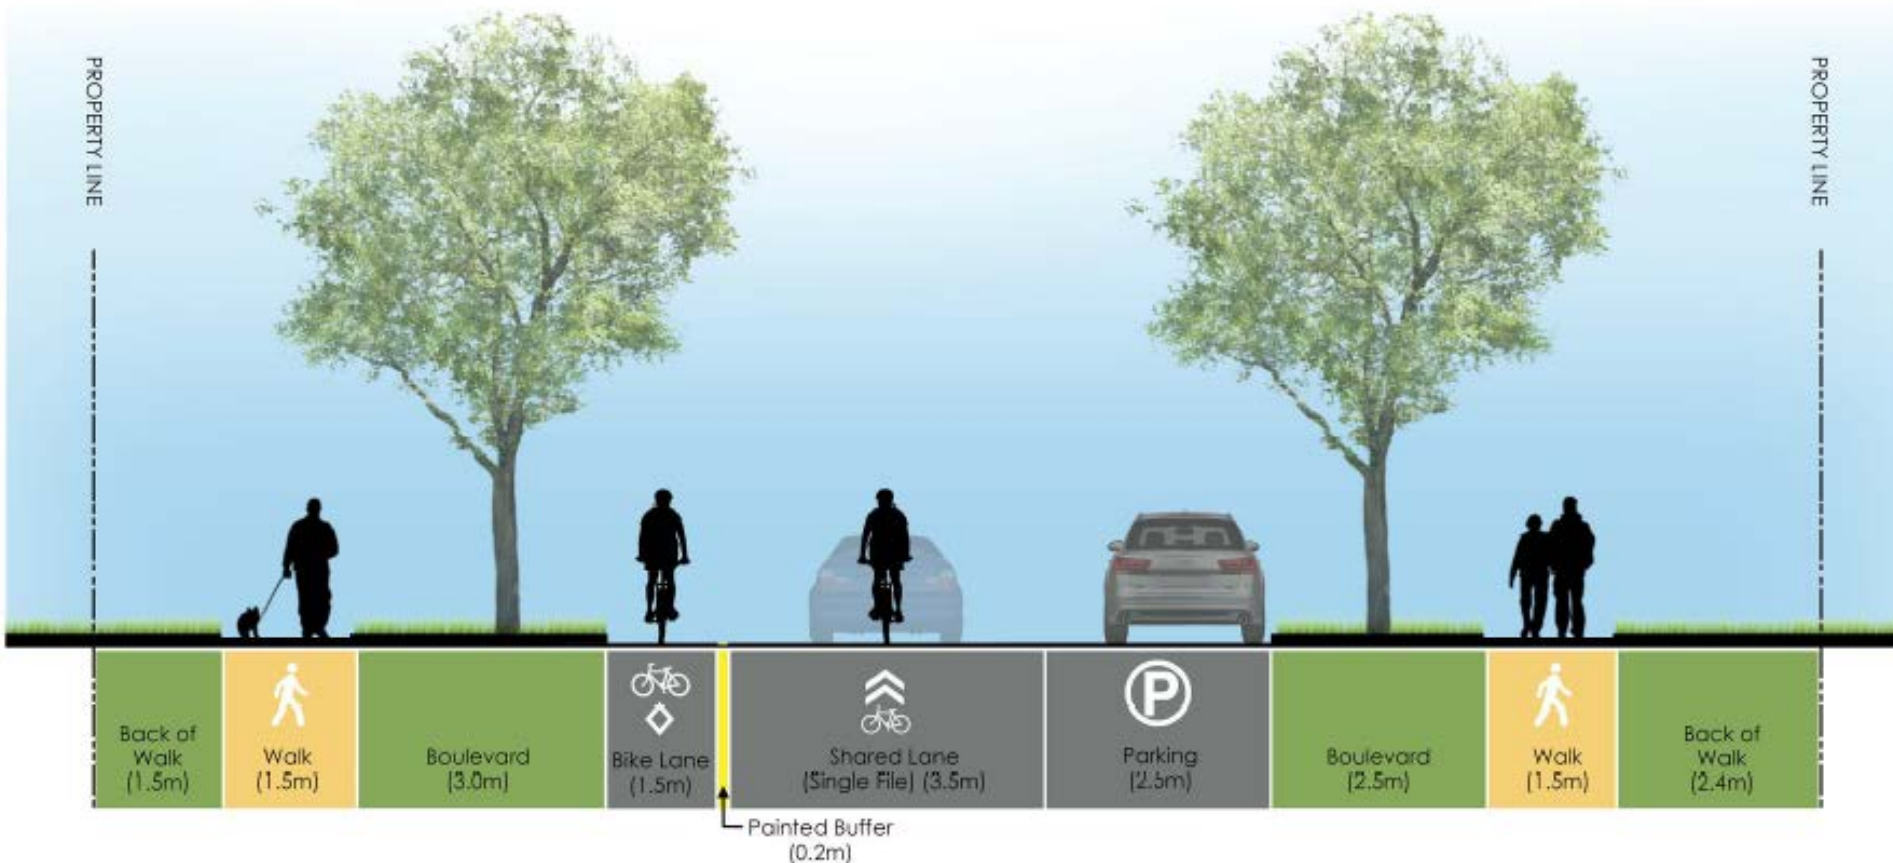 PROPERTY LINE
PROPERTY LINE
Back of
Walk
(1.5m)
Walk
(1.5m)
Boulevard
(3.0m)
Bike Lane
(1.5m)
Shared Lane
(Single File) (3.5m)
P
Parking
(2.5m)
Boulevard
(2.5m)
Walk
(1.5m)
Back of
Walk
(2.4m)
Painted Buffer
(0.2m)